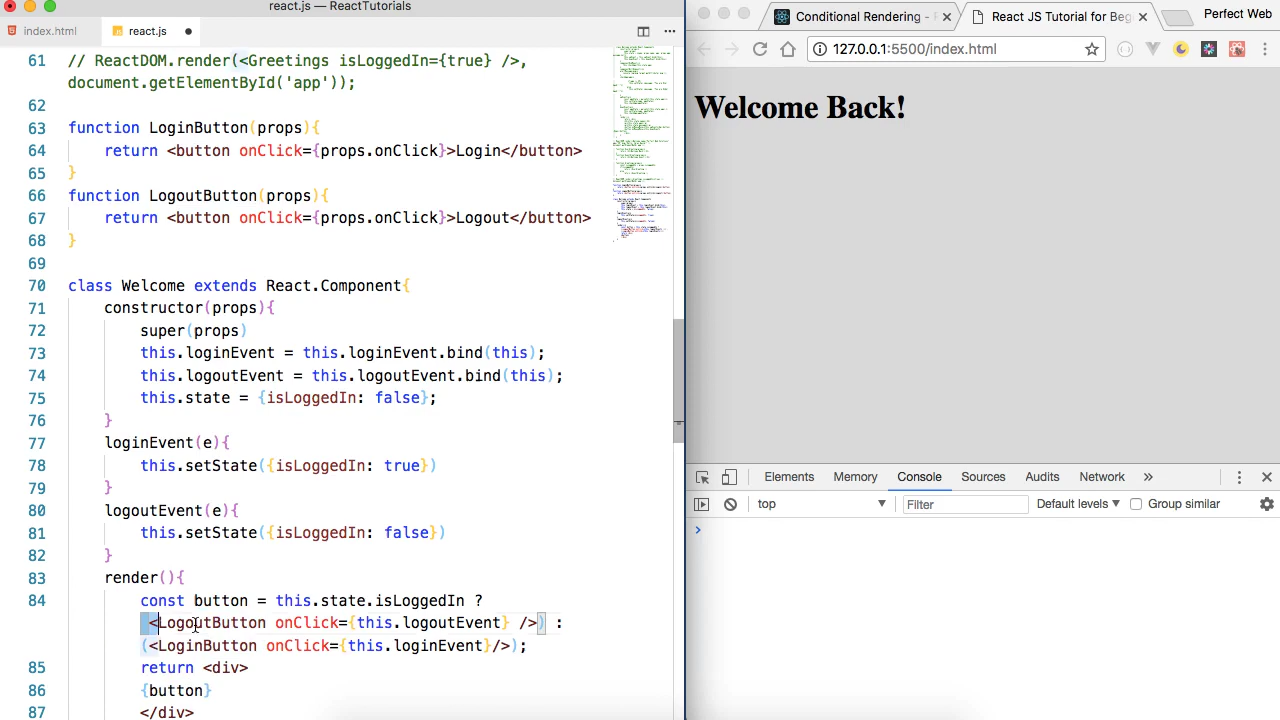 react.js — ReactTutorials
index.html
react.js
61 // ReactDOM.render(<Greetings isLoggedIn={true} />,
document.getElementById('app'));
62
63 function LoginButton(props){
64 return <button onClick={props.onClick}>Login</button>
65 }
66 function LogoutButton(props){
67 return <button onClick={props.onClick}>Logout</button>
68 }
69
70 class Welcome extends React.Component{
71 constructor(props){
72 super(props)
73 this.loginEvent = this.loginEvent.bind(this);
74 this.logoutEvent = this.logoutEvent.bind(this);
75 this.state = {isLoggedIn: false};
76 }
77 loginEvent(e){
78 this.setState({isLoggedIn: true})
79 }
80 logoutEvent(e){
81 this.setState({isLoggedIn: false})
82 }
83 render(){
84 const button = this.state.isLoggedIn ?
<LogoutButton onClick={this.logoutEvent} />) :
(<LoginButton onClick={this.loginEvent}/>);
85 return <div>
86 {button}
87 </div>
Conditional Rendering -
React JS Tutorial for Beg
Perfect Web
127.0.0.1:5500/index.html
Welcome Back!
Elements Memory Console Sources Audits Network »
top Filter Default levels ▼ Group similar